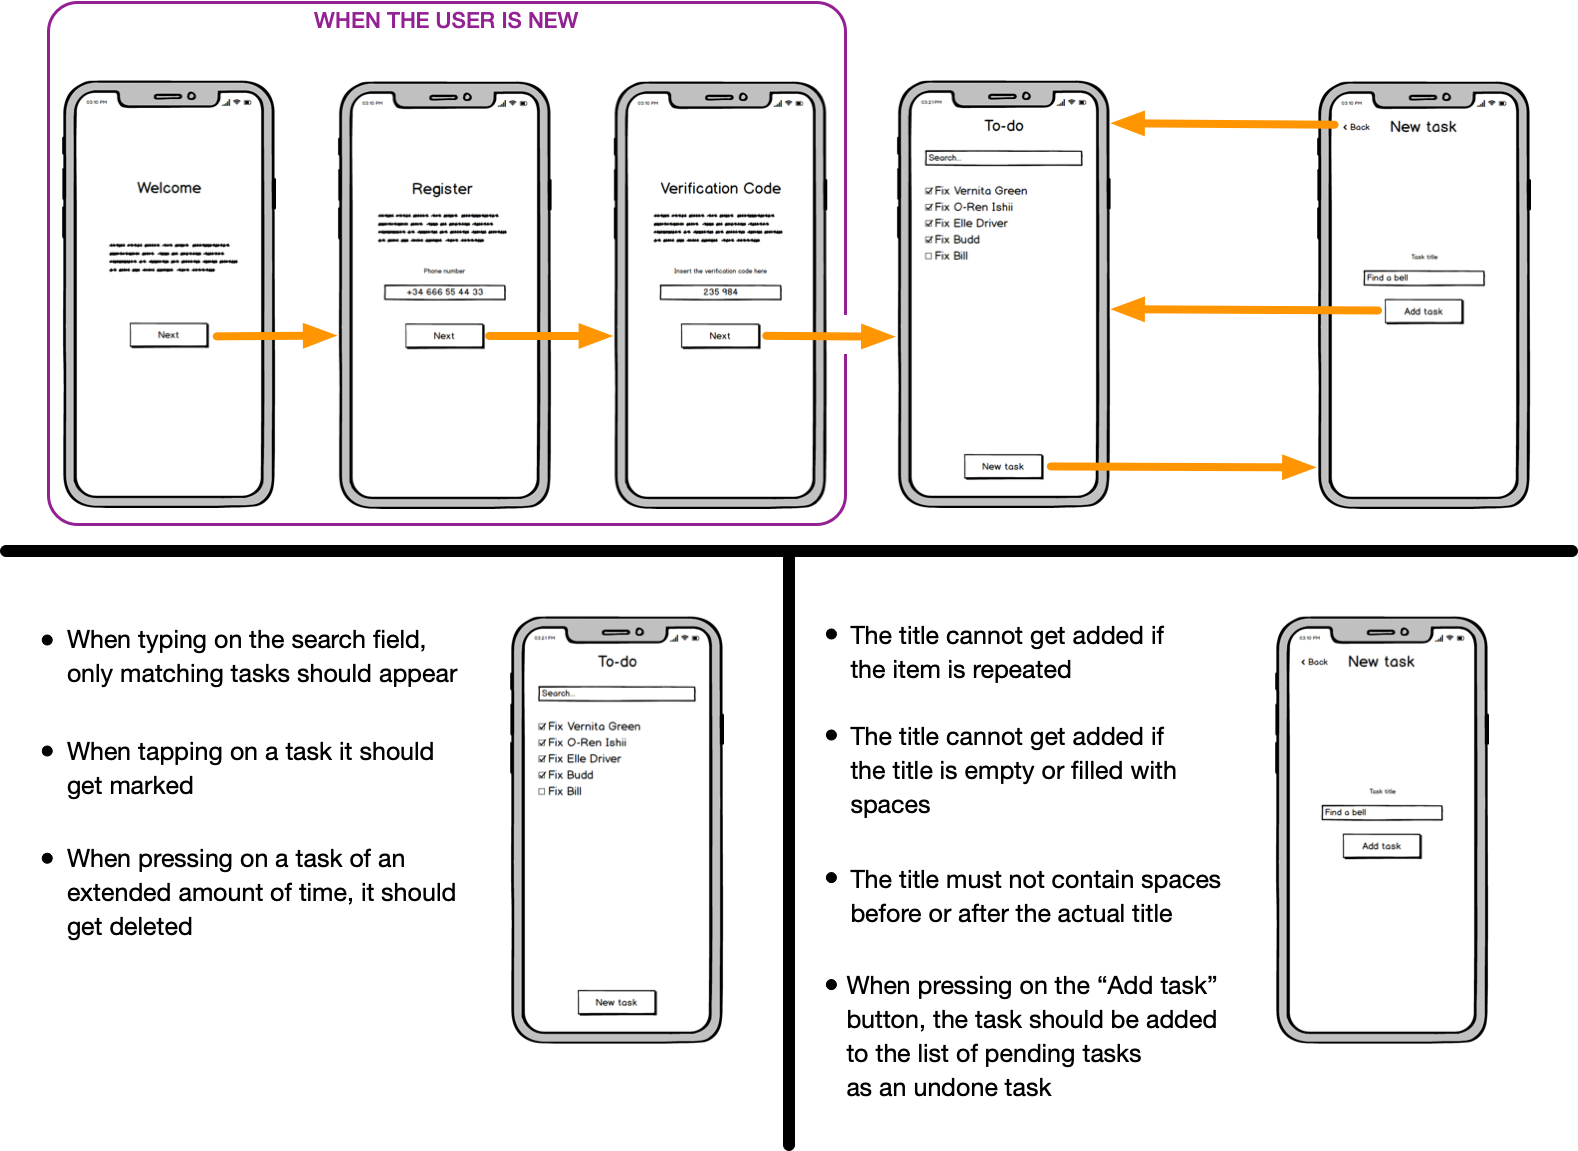 WHEN THE USER IS NEW
03:10 PM
Welcome
Next
03:10 PM
Register
Phone number
+34 666 55 44 33
Next
03:10 PM
Verification Code
Insert the verification code here
235 984
Next
03:21 PM
To-do
Search...
Fix Vernita Green
Fix O-Ren Ishii
Fix Elle Driver
Fix Budd
Fix Bill
New task
03:10 PM
< Back
New task
Task title
Find a bell
Add task
• When typing on the search field,
only matching tasks should appear
• When tapping on a task it should
get marked
• When pressing on a task of an
extended amount of time, it should
get deleted
03:21 PM
To-do
Search...
Fix Vernita Green
Fix O-Ren Ishii
Fix Elle Driver
Fix Budd
Fix Bill
New task
• The title cannot get added if
the item is repeated
• The title cannot get added if
the title is empty or filled with
spaces
• The title must not contain spaces
before or after the actual title
• When pressing on the “Add task”
button, the task should be added
to the list of pending tasks
as an undone task
03:10 PM
< Back
New task
Task title
Find a bell
Add task